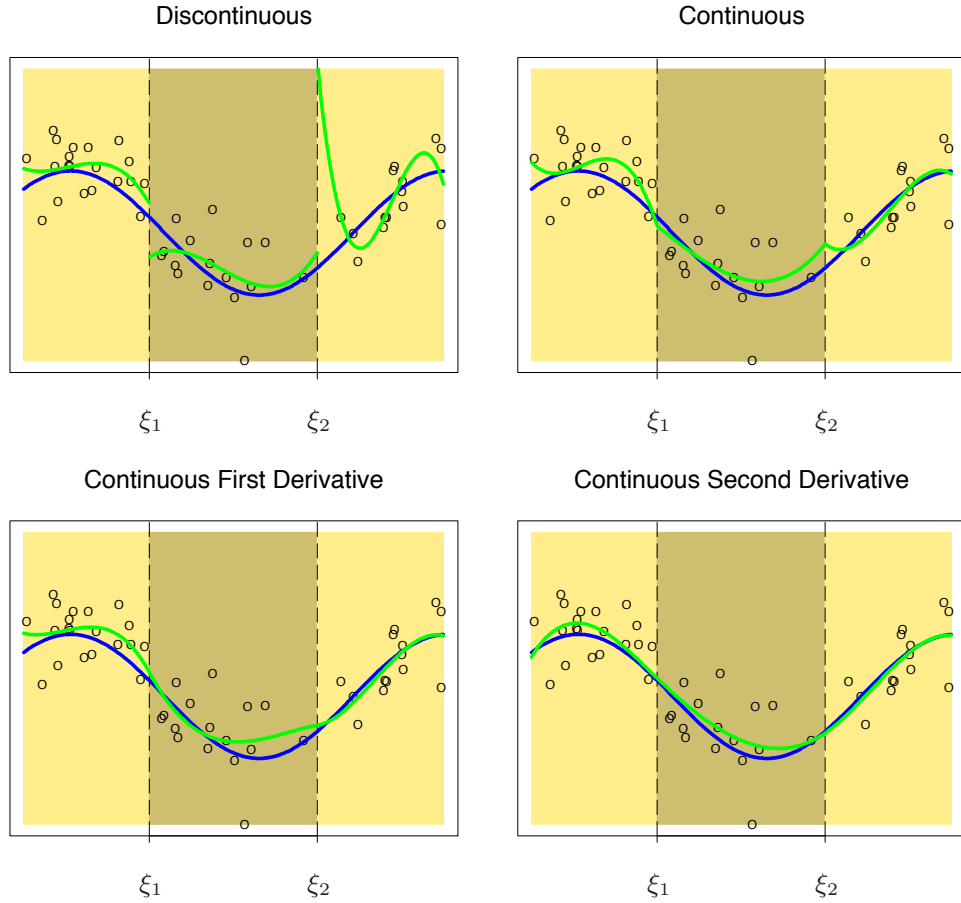 Discontinuous
Continuous
ξ1 ξ2
ξ1 ξ2
Continuous First Derivative
Continuous Second Derivative
ξ1 ξ2
ξ1 ξ2